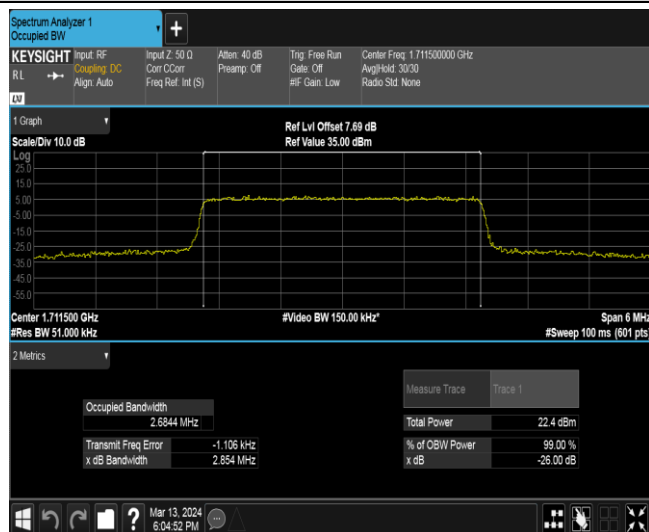 Spectrum Analyzer 1
Occupied BW
+
KEYSIGHT Input: RF Input Z: 50 Ω Atten: 40 dB Trig: Free Run Center Freq: 1.711500000 GHz
RL Coupling: DC Corr CCorr Preamp: Off Gate: Off Avg|Hold: 30/30
Align: Auto Freq Ref: Int (S) #IF Gain: Low Radio Std: None
LXI
1 Graph
Ref Lvl Offset 7.69 dB
Scale/Div 10.0 dB Ref Value 35.00 dBm
Log
25.0
15.0
5.00
-5.00
-15.0
-25.0
-35.0
-45.0
-55.0
Center 1.711500 GHz #Video BW 150.00 kHz* Span 6 MHz
#Res BW 51.000 kHz #Sweep 100 ms (601 pts
2 Metrics
Measure Trace Trace 1
Occupied Bandwidth
2.6844 MHz Total Power 22.4 dBm
Transmit Freq Error -1.106 kHz % of OBW Power 99.00 %
x dB Bandwidth 2.854 MHz x dB -26.00 dB
? Mar 13, 2024
6:04:52 PM